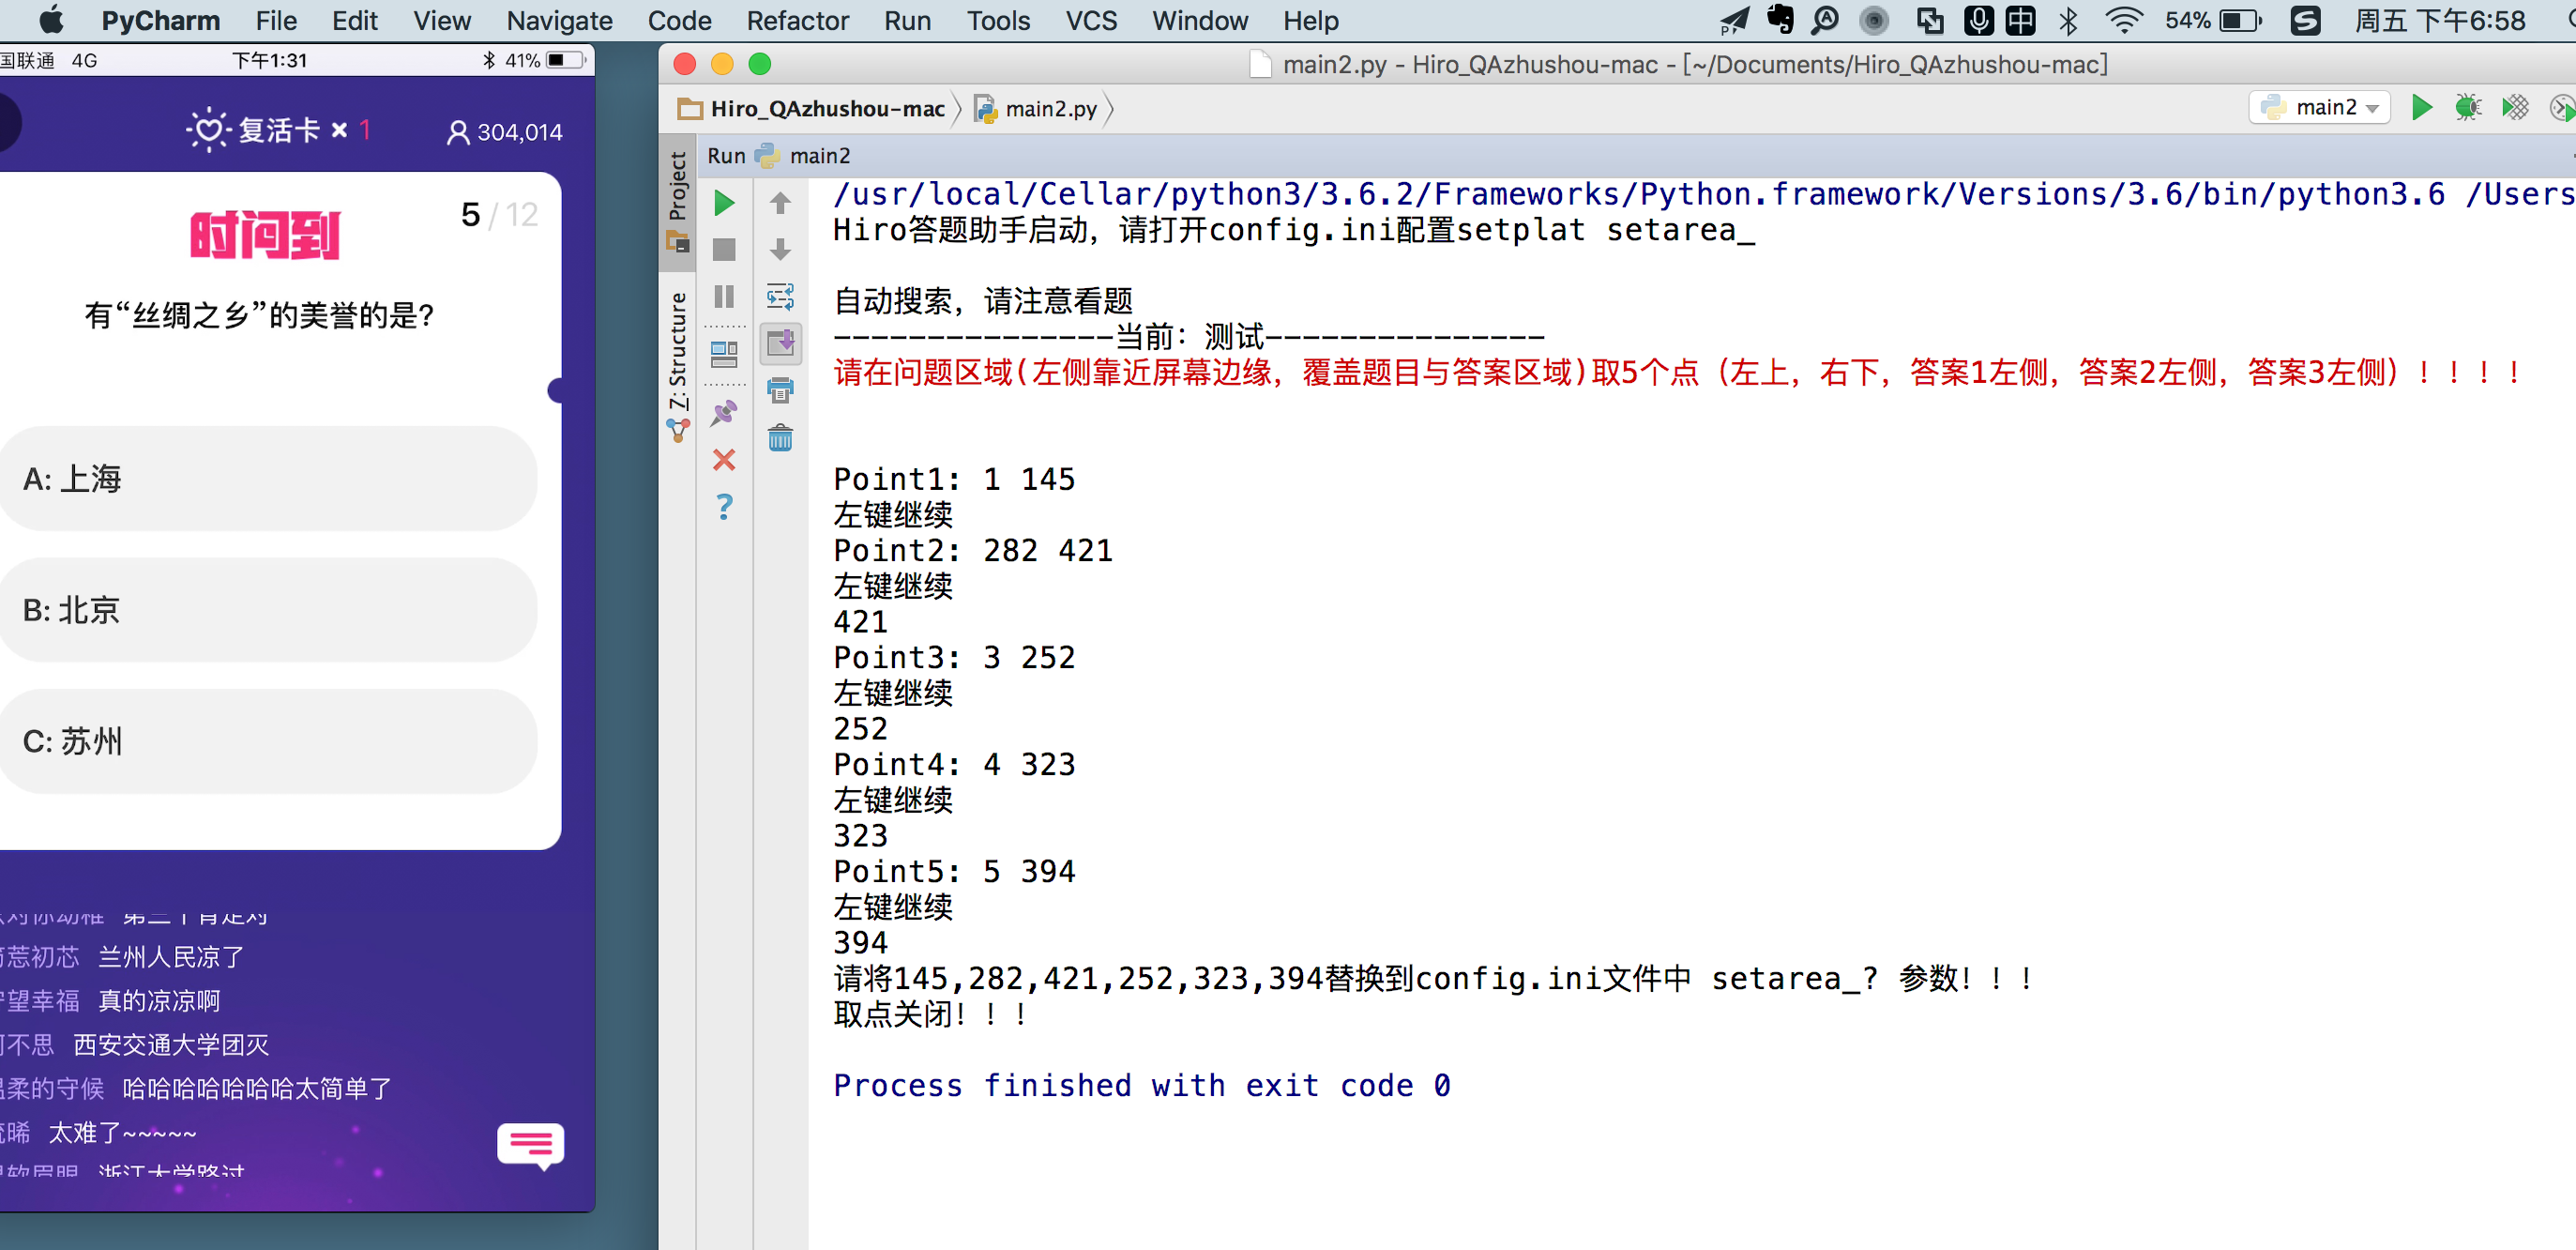 PyCharm File Edit View Navigate Code Refactor Run Tools VCS Window Help 54% 周五 下午6:58
国联通 4G 下午1:31 41%
复活卡 × 1 304,014
时间到
5 / 12
有“丝绸之乡”的美誉的是?
A: 上海
B: 北京
C: 苏州
兰州人民凉了
望幸福 真的凉凉啊
不思 西安交通大学团灭
柔的守候 哈哈哈哈哈哈哈太简单了
晞 太难了~~~~~
main2.py - Hiro_QAzhushou-mac - [~/Documents/Hiro_QAzhushou-mac]
Hiro_QAzhushou-mac main2.py main2
Project
Z: Structure
Run main2
/usr/local/Cellar/python3/3.6.2/Frameworks/Python.framework/Versions/3.6/bin/python3.6 /Users
Hiro答题助手启动，请打开config.ini配置setplat setarea_
自动搜索，请注意看题
---------------当前：测试---------------
请在问题区域(左侧靠近屏幕边缘，覆盖题目与答案区域)取5个点（左上，右下，答案1左侧，答案2左侧，答案3左侧）！！！！
Point1: 1 145
左键继续
Point2: 282 421
左键继续
421
Point3: 3 252
左键继续
252
Point4: 4 323
左键继续
323
Point5: 5 394
左键继续
394
请将145,282,421,252,323,394替换到config.ini文件中 setarea_? 参数！！！
取点关闭！！！
Process finished with exit code 0